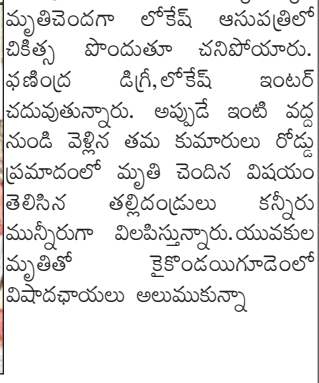 మృతిచెందగా లోకేష్ ఆసుపత్రిలో
చికిత్స పొందుతూ చనిపోయారు.
ఫణింద్ర డిగ్రీ,లోకేష్ ఇంటర్
చదువుతున్నారు. అప్పుడే ఇంటి వద్ద
నుండి వెళ్లిన తమ కుమారులు రోడ్డు
ప్రమాదంలో మృతి చెందిన విషయం
తెలిసిన తల్లిదండ్రులు కన్నీరు
మున్నీరుగా విలపిస్తున్నారు.యువకుల
మృతితో కైకొండయిగూడెంలో
విషాదఛాయలు అలుముకున్నా